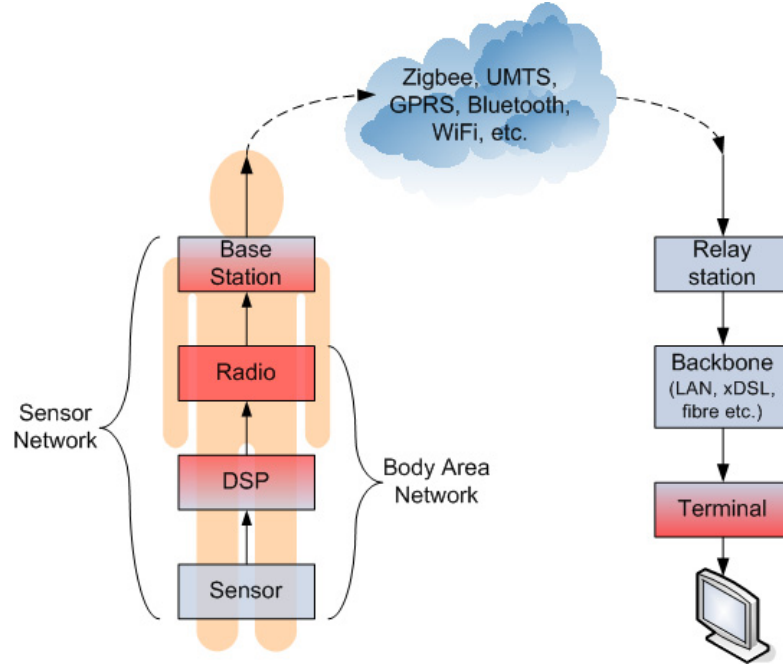 Zigbee, UMTS,
GPRS, Bluetooth,
WiFi, etc.
Base
Station
Relay
station
Radio
Backbone
(LAN, xDSL,
fibre etc.)
Sensor
Network
DSP
Body Area
Network
Terminal
Sensor